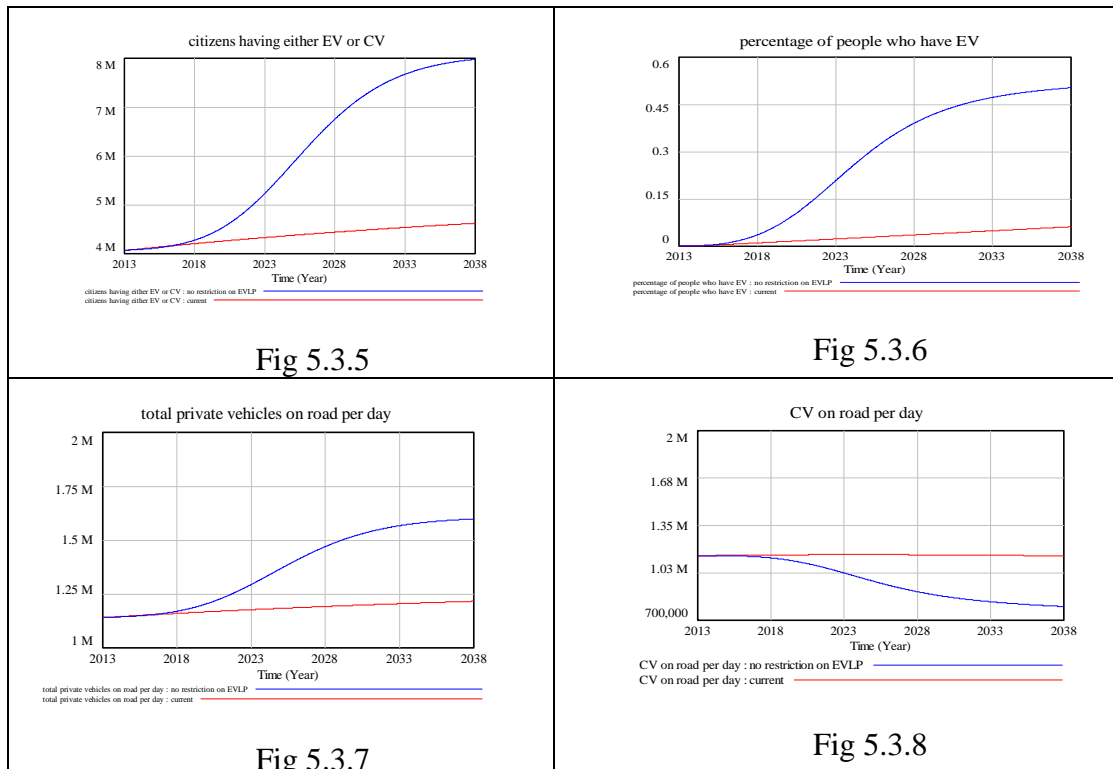 citizens having either EV or CV
8 M
7 M
6 M
5 M
4 M
2013 2018 2023 2028 2033 2038
Time (Year)
citizens having either EV or CV : no restriction on EVLP
citizens having either EV or CV : current
Fig 5.3.5
percentage of people who have EV
0.6
0.45
0.3
0.15
0
2013 2018 2023 2028 2033 2038
Time (Year)
percentage of people who have EV : no restriction on EVLP
percentage of people who have EV : current
Fig 5.3.6
total private vehicles on road per day
2 M
1.75 M
1.5 M
1.25 M
1 M
2013 2018 2023 2028 2033 2038
Time (Year)
total private vehicles on road per day : no restriction on EVLP
total private vehicles on road per day : current
Fig 5.3.7
CV on road per day
2 M
1.68 M
1.35 M
1.03 M
700,000
2013 2018 2023 2028 2033 2038
Time (Year)
CV on road per day : no restriction on EVLP
CV on road per day : current
Fig 5.3.8